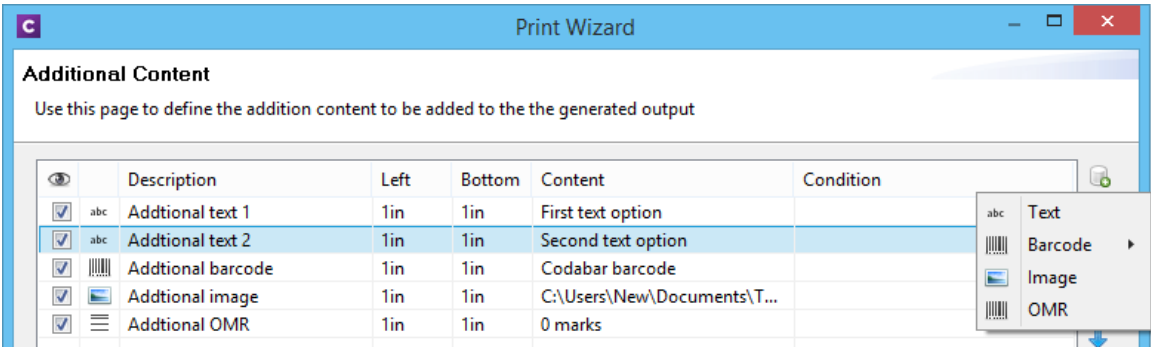 C Print Wizard
Additional Content
Use this page to define the addition content to be added to the the generated output
Description Left Bottom Content Condition
abc Addtional text 1 1in 1in First text option
abc Addtional text 2 1in 1in Second text option
Addtional barcode 1in 1in Codabar barcode
Addtional image 1in 1in C:\Users\New\Documents\T...
Addtional OMR 1in 1in 0 marks
abc Text
Barcode
Image
OMR